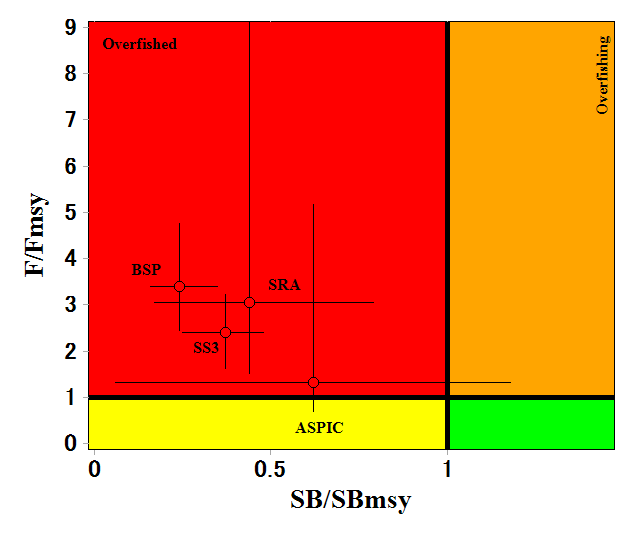 9
Overfished
Overfishing
8
7
6
5
4
3
2
1
0
F/Fmsy
BSP
SRA
SS3
ASPIC
0
0.5
1
SB/SBmsy